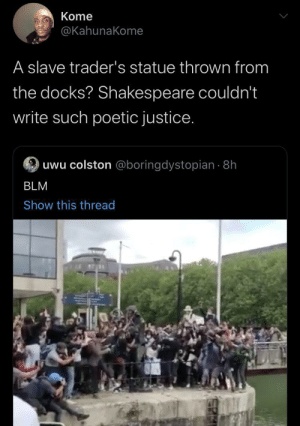 Kome
@KahunaKome
A slave trader's statue thrown from
the docks? Shakespeare couldn't
write such poetic justice.
uwu colston @boringdystopian · 8h
BLM
Show this thread